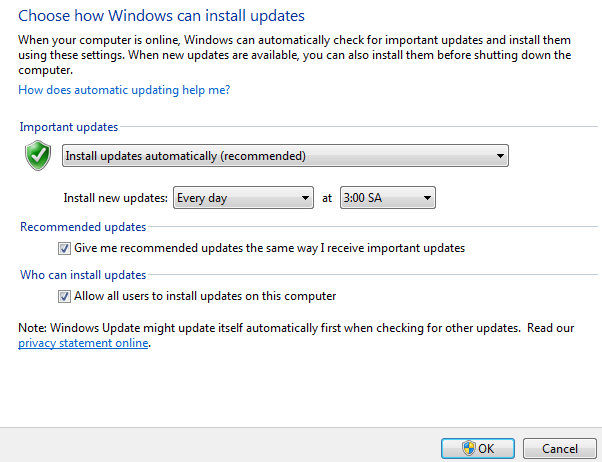 Choose how Windows can install updates
When your computer is online, Windows can automatically check for important updates and install them
using these settings. When new updates are available, you can also install them before shutting down the
computer.
How does automatic updating help me?
Important updates
Install updates automatically (recommended)
Install new updates: Every day at 3:00 SA
Recommended updates
Give me recommended updates the same way I receive important updates
Who can install updates
Allow all users to install updates on this computer
Note: Windows Update might update itself automatically first when checking for other updates. Read our
privacy statement online.
OK Cancel